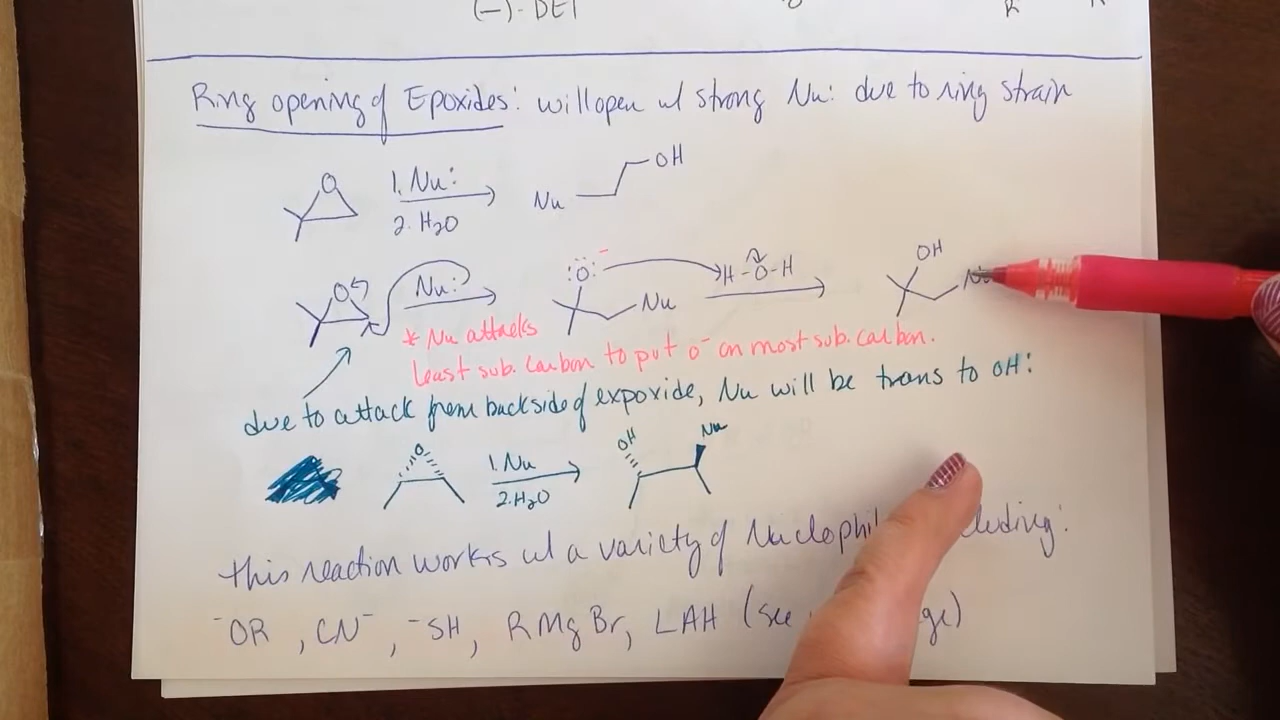 (–)-DET
R
Ring opening of Epoxides: will open w/ strong Nu: due to ring strain
O
1. Nu:
2. H2O
Nu
OH
O
Nu:
:Ö: –
Nu
H-O-H
OH
* Nu attacks
least sub. carbon to put O⁻ on most sub. carbon.
due to attack from backside of expoxide, Nu will be trans to OH:
O
1. Nu
2. H2O
OH
Nu
this reaction works w/ a variety of
⁻OR, CN⁻, ⁻SH, RMgBr, LAH (see